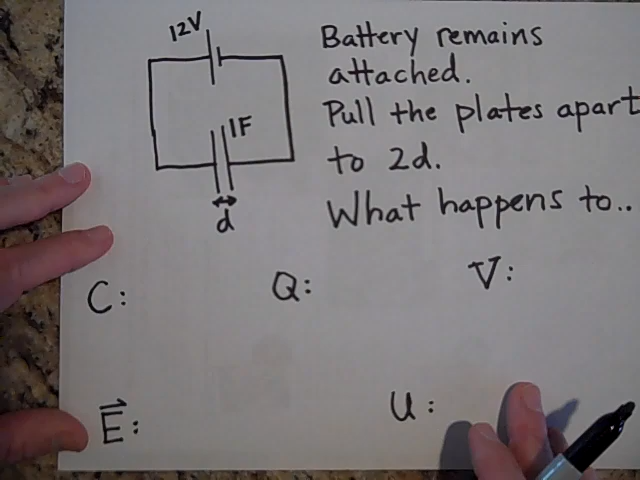 12V
1F
d
Battery remains
attached.
Pull the plates apart
to 2d.
What happens to..
C:
Q:
V:
E:
U: